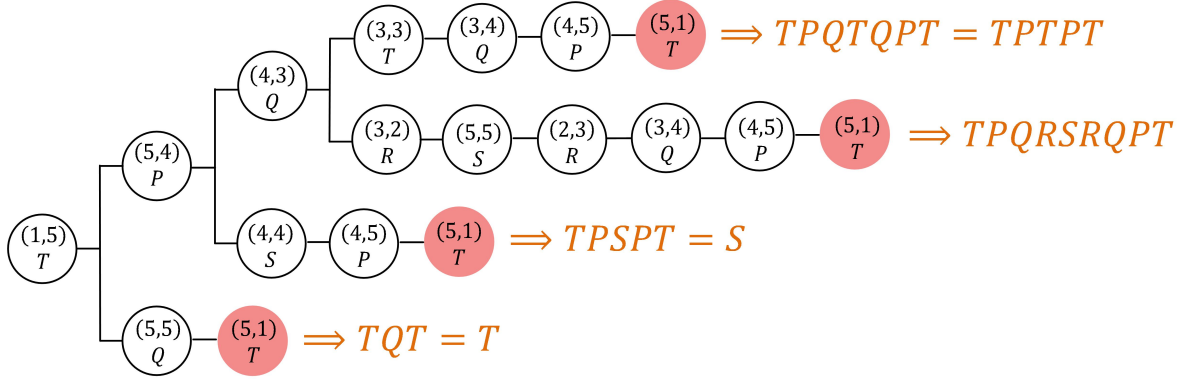 (3,3) T (3,4) Q (4,5) P (5,1) T ⟹ TPQTQPT = TPTPT
(4,3) Q
(3,2) R (5,5) S (2,3) R (3,4) Q (4,5) P (5,1) T ⟹ TPQRSRQPT
(5,4) P
(1,5) T
(4,4) S (4,5) P (5,1) T ⟹ TPSPT = S
(5,5) Q (5,1) T ⟹ TQT = T